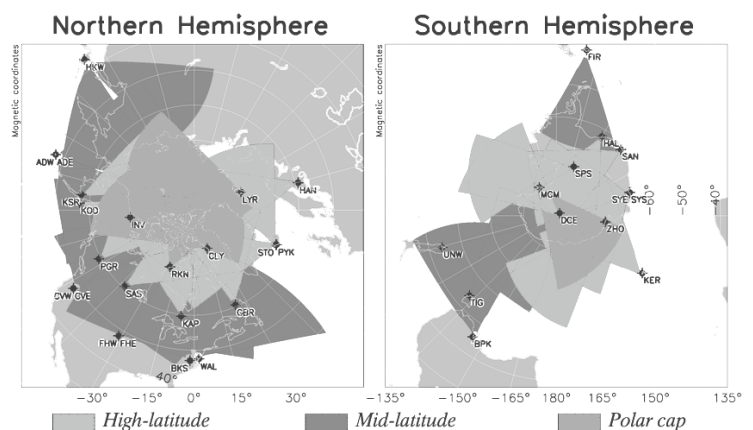 Northern Hemisphere
Southern Hemisphere
Magnetic coordinates
HKW
ADW ADE
KSR
KOD
INV
LYR
HAN
PGR
CLY
STO PYK
RKN
CVW CVE
SAS
GBR
KAP
FHW FHE
BKS
WAL
40°
-30°
-15°
0°
15°
30°
Magnetic coordinates
FIR
HAL
SAN
SPS
MCM
SYE SYS
-60°
-50°
-40°
DCE
ZHO
UNW
KER
TIG
BPK
-135°
-150°
-165°
180°
165°
150°
135°
High-latitude
Mid-latitude
Polar cap